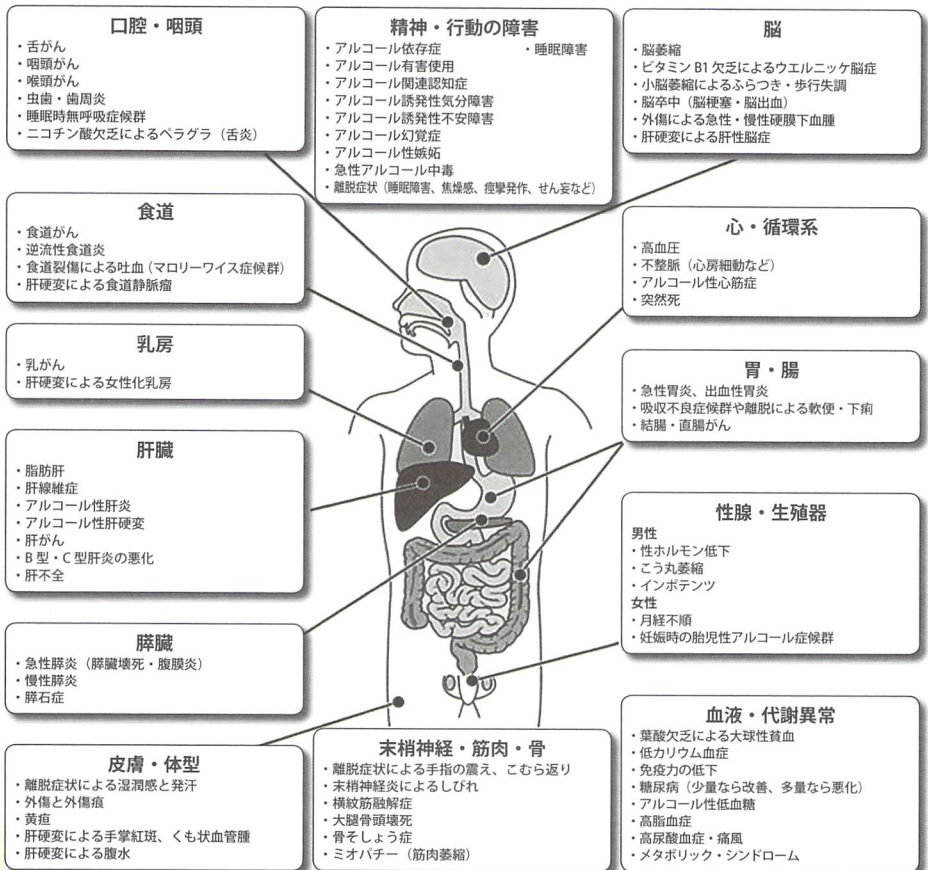 口腔・咽頭
・舌がん
・咽頭がん
・喉頭がん
・虫歯・歯周炎
・睡眠時無呼吸症候群
・ニコチン酸欠乏によるペラグラ（舌炎）
精神・行動の障害
・アルコール依存症　・睡眠障害
・アルコール有害使用
・アルコール関連認知症
・アルコール誘発性気分障害
・アルコール誘発性不安障害
・アルコール幻覚症
・アルコール性嫉妬
・急性アルコール中毒
・離脱症状（睡眠障害、焦燥感、痙攣発作、せん妄など）
脳
・脳萎縮
・ビタミン B1 欠乏によるウエルニッケ脳症
・小脳萎縮によるふらつき・歩行失調
・脳卒中（脳梗塞・脳出血）
・外傷による急性・慢性硬膜下血腫
・肝硬変による肝性脳症
食道
・食道がん
・逆流性食道炎
・食道裂傷による吐血（マロリーワイス症候群）
・肝硬変による食道静脈瘤
心・循環系
・高血圧
・不整脈（心房細動など）
・アルコール性心筋症
・突然死
乳房
・乳がん
・肝硬変による女性化乳房
胃・腸
・急性胃炎、出血性胃炎
・吸収不良症候群や離脱による軟便・下痢
・結腸・直腸がん
肝臓
・脂肪肝
・肝線維症
・アルコール性肝炎
・アルコール性肝硬変
・肝がん
・B 型・C 型肝炎の悪化
・肝不全
性腺・生殖器
男性
・性ホルモン低下
・こう丸萎縮
・インポテンツ
女性
・月経不順
・妊娠時の胎児性アルコール症候群
膵臓
・急性膵炎（膵臓壊死・腹膜炎）
・慢性膵炎
・膵石症
皮膚・体型
・離脱症状による湿潤感と発汗
・外傷と外傷痕
・黄疸
・肝硬変による手掌紅斑、くも状血管腫
・肝硬変による腹水
末梢神経・筋肉・骨
・離脱症状による手指の震え、こむら返り
・末梢神経炎によるしびれ
・横紋筋融解症
・大腿骨頭壊死
・骨そしょう症
・ミオパチー（筋肉萎縮）
血液・代謝異常
・葉酸欠乏による大球性貧血
・低カリウム血症
・免疫力の低下
・糖尿病（少量なら改善、多量なら悪化）
・アルコール性低血糖
・高脂血症
・高尿酸血症・痛風
・メタボリック・シンドローム